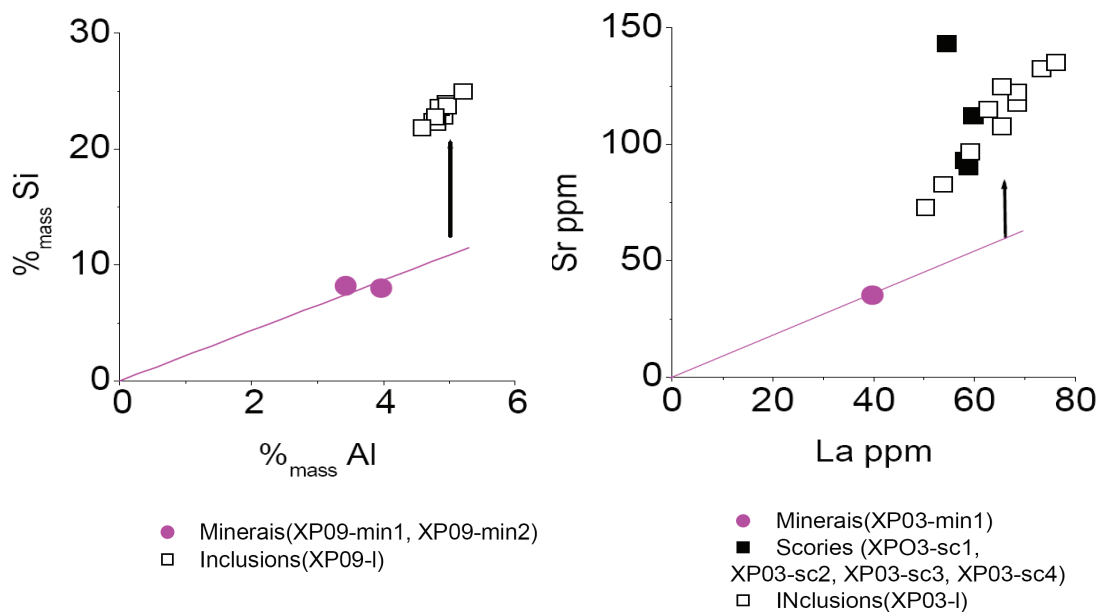 30
20
10
0
0
2
4
6
%mass Si
%mass Al
Minerais(XP09-min1, XP09-min2)
Inclusions(XP09-I)
150
100
50
0
0
20
40
60
80
Sr ppm
La ppm
Minerais(XP03-min1)
Scories (XPO3-sc1,
XP03-sc2, XP03-sc3, XP03-sc4)
INclusions(XP03-I)